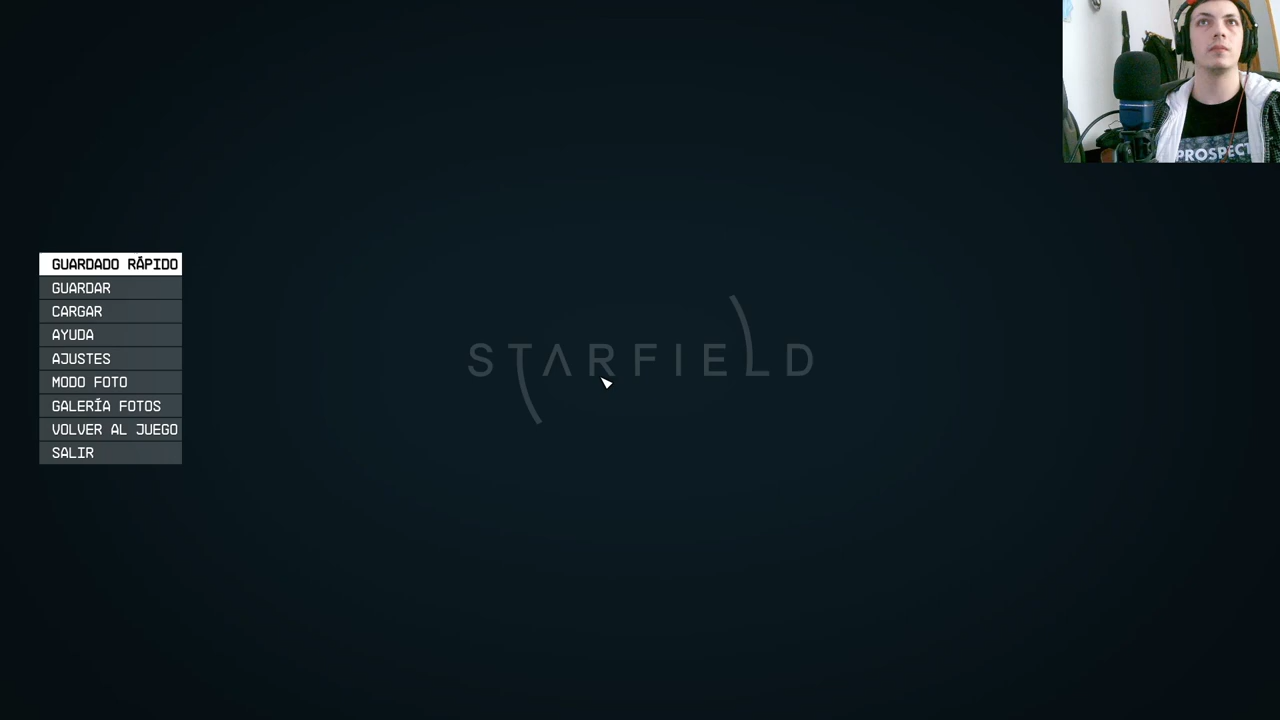 GUARDADO RÁPIDO
GUARDAR
CARGAR
AYUDA
AJUSTES
MODO FOTO
GALERÍA FOTOS
VOLVER AL JUEGO
SALIR
STARFIELD
PROSPECT